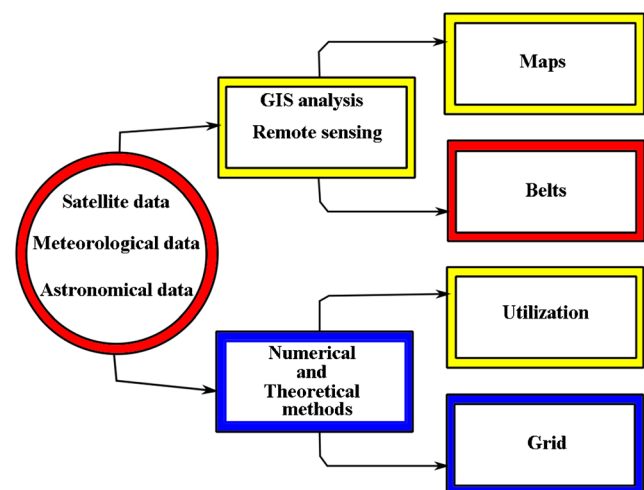 Satellite data
Meteorological data
Astronomical data
GIS analysis
Remote sensing
Numerical
and
Theoretical
methods
Maps
Belts
Utilization
Grid